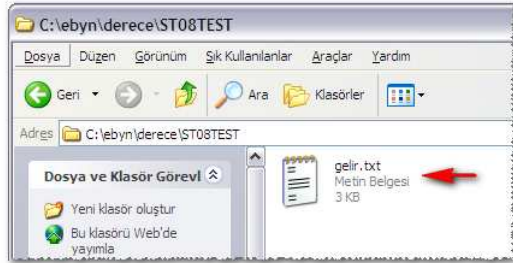 C:\ebyn\derece\ST08TEST
Dosya Düzen Görünüm Sık Kullanılanlar Araçlar Yardım
Geri Ara Klasörler
Adres C:\ebyn\derece\ST08TEST
Dosya ve Klasör Görevl
Yeni klasör oluştur
Bu klasörü Web'de
yayımla
gelir.txt
Metin Belgesi
3 KB